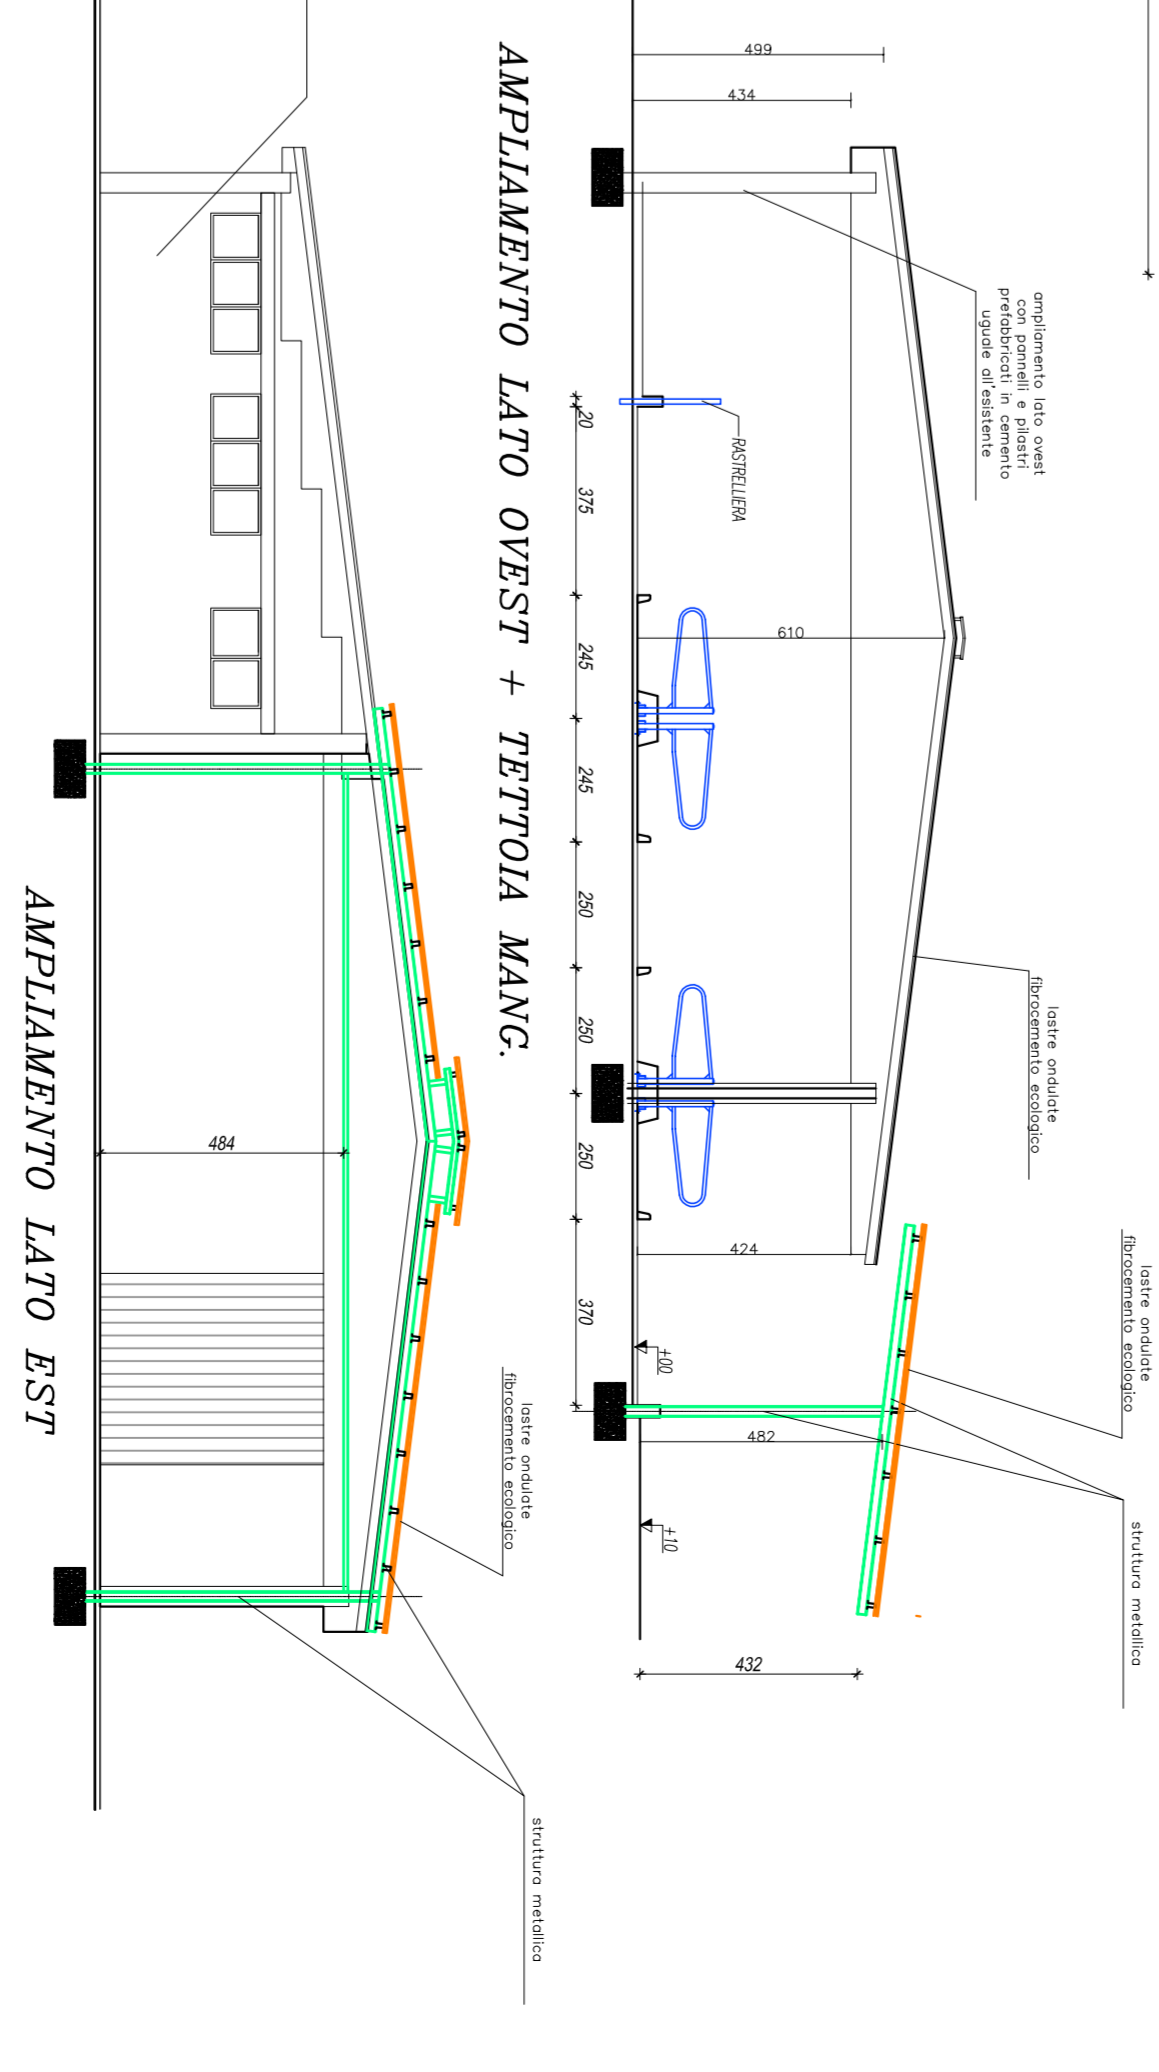 lastre ondulate
fibrocemento ecologico
struttura metallica
ampliamento lato ovest
con pannelli e pilastri
prefabbricati in cemento
uguale all'esistente
lastre ondulate
fibrocemento ecologico
499
434
610
424
482
432
RASTRELLIERA
+00
+10
20
375
245
245
250
250
250
370
AMPLIAMENTO LATO OVEST + TETTOIA MANG.
lastre ondulate
fibrocemento ecologico
struttura metallica
484
AMPLIAMENTO LATO EST